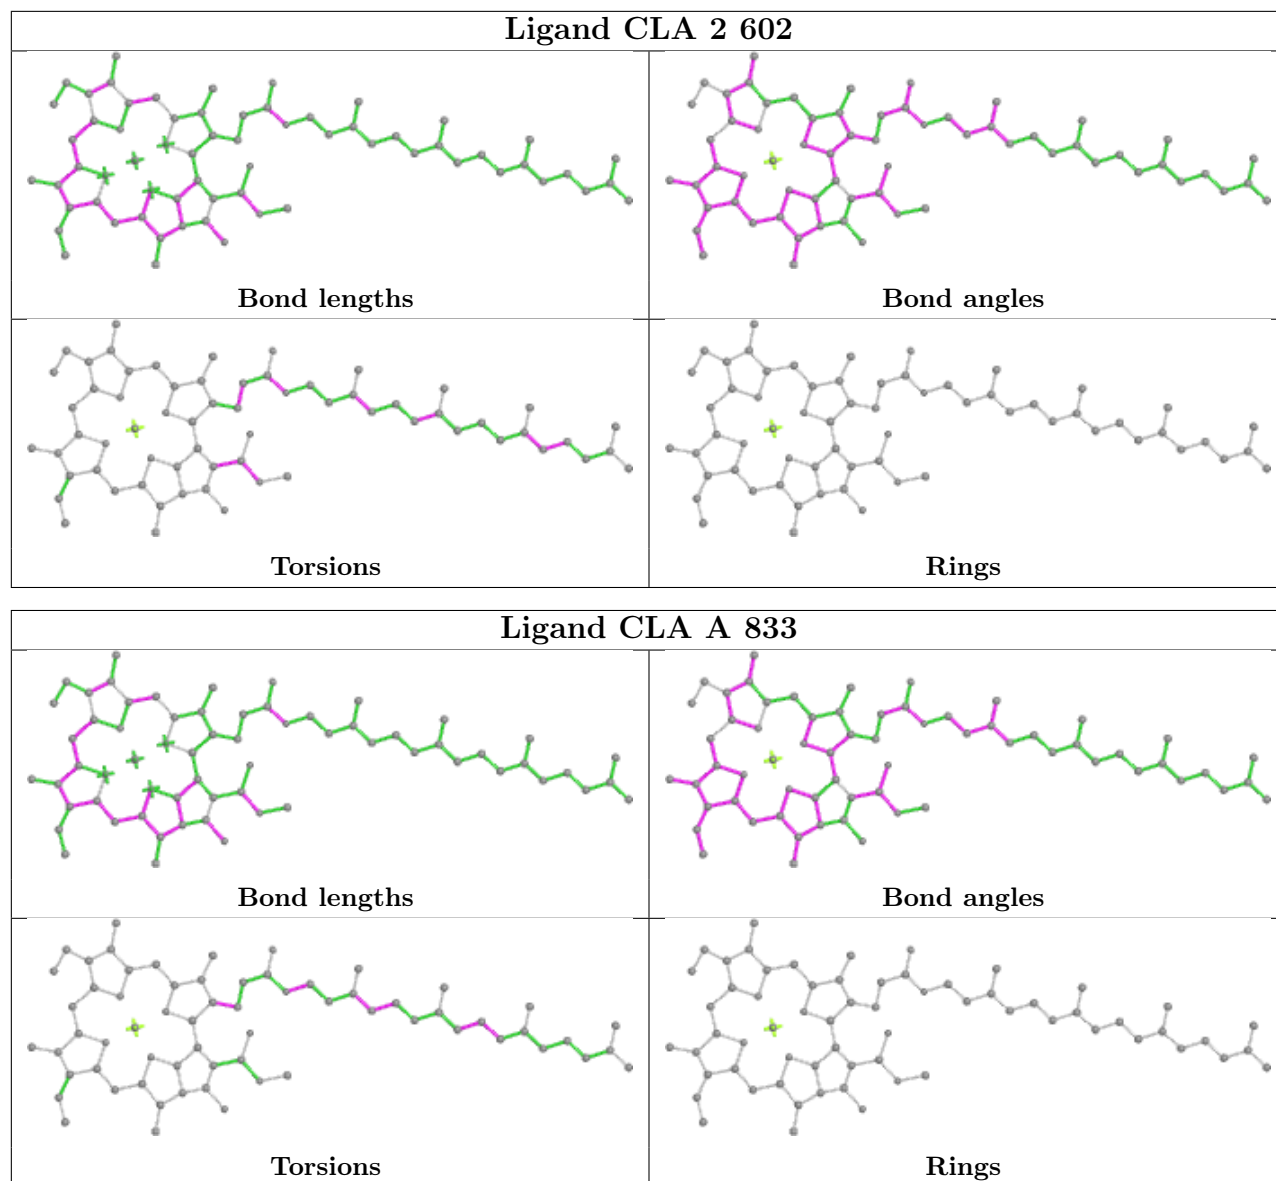 Ligand CLA 2 602
Bond lengths
Bond angles
Torsions
Rings
Ligand CLA A 833
Bond lengths
Bond angles
Torsions
Rings